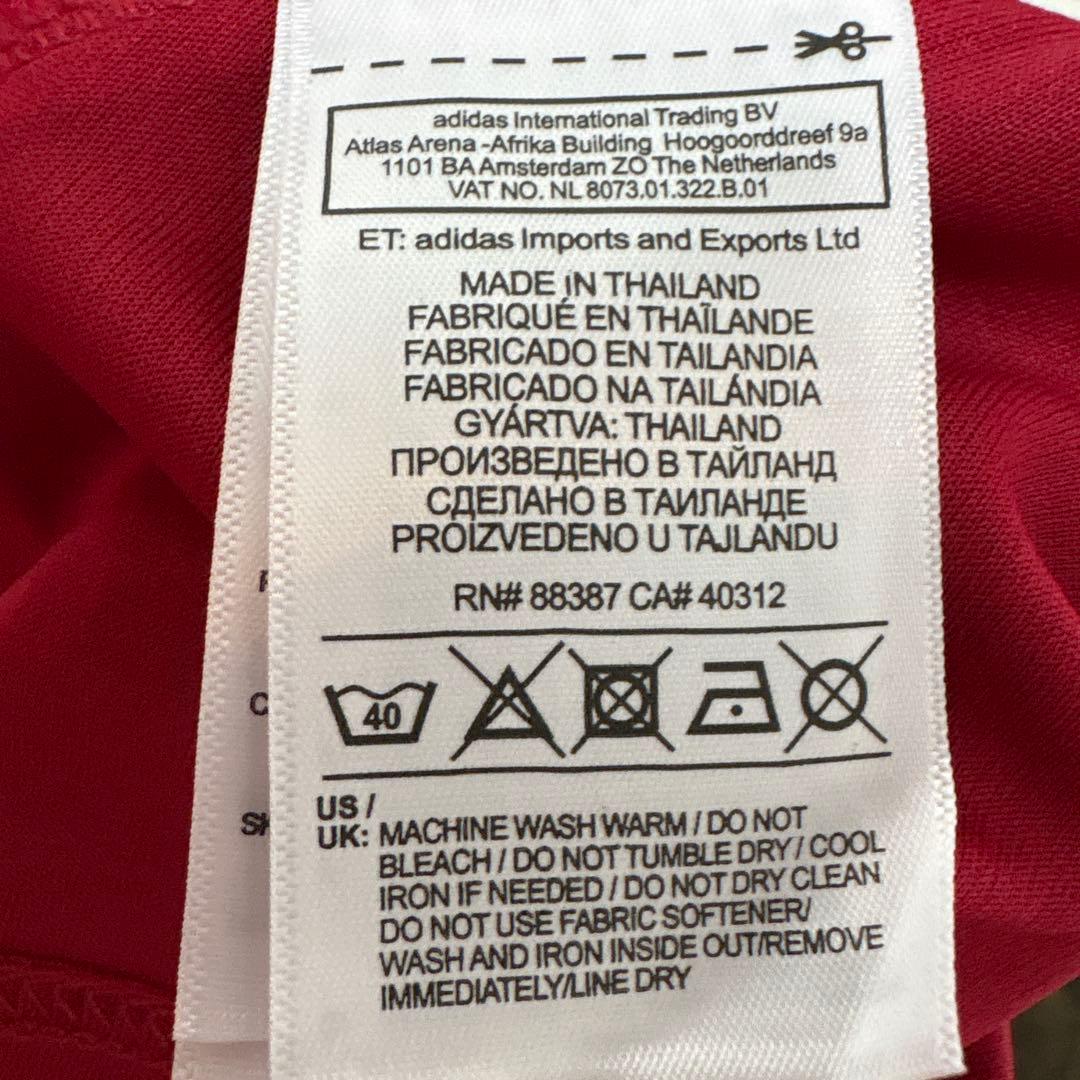 adidas International Trading BV
Atlas Arena -Afrika Building Hoogoorddreef 9a
1101 BA Amsterdam ZO The Netherlands
VAT NO. NL 8073.01.322.B.01
ET: adidas Imports and Exports Ltd
MADE IN THAILAND
FABRIQUÉ EN THAÏLANDE
FABRICADO EN TAILANDIA
FABRICADO NA TAILÁNDIA
GYÁRTVA: THAILAND
ПРОИЗВЕДЕНО В ТАЙЛАНД
СДЕЛАНО В ТАИЛАНДЕ
PROIZVEDENO U TAJLANDU
RN# 88387 CA# 40312
40
US /
UK: MACHINE WASH WARM / DO NOT
BLEACH / DO NOT TUMBLE DRY / COOL
IRON IF NEEDED / DO NOT DRY CLEAN
DO NOT USE FABRIC SOFTENER/
WASH AND IRON INSIDE OUT/REMOVE
IMMEDIATELY/LINE DRY